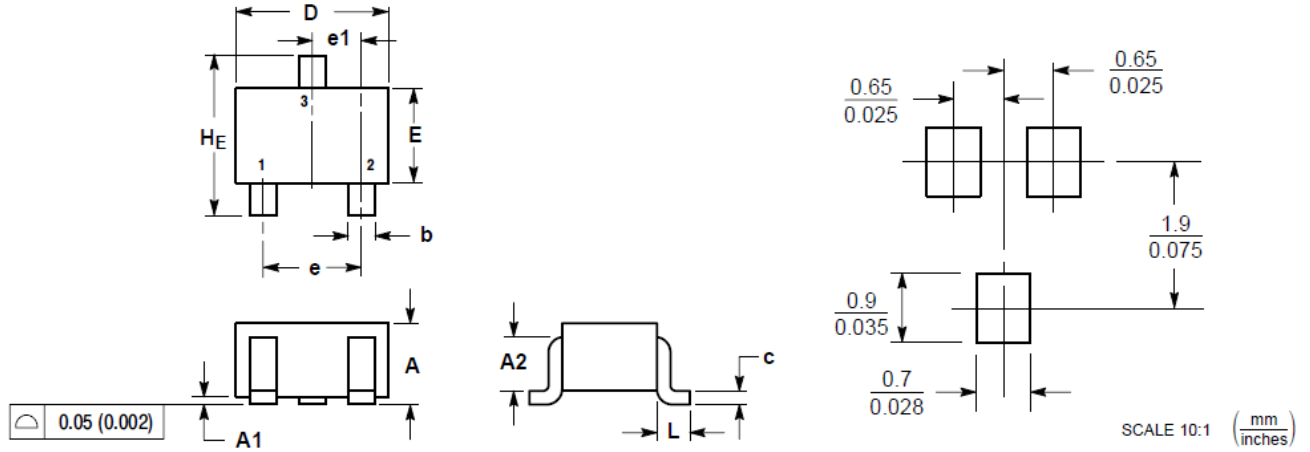 D
e1
3
HE
E
1
2
b
e
A
A1
⌓ 0.05 (0.002)
A2
c
L
0.65
0.025
0.65
0.025
1.9
0.075
0.9
0.035
0.7
0.028
SCALE 10:1 (mm/inches)